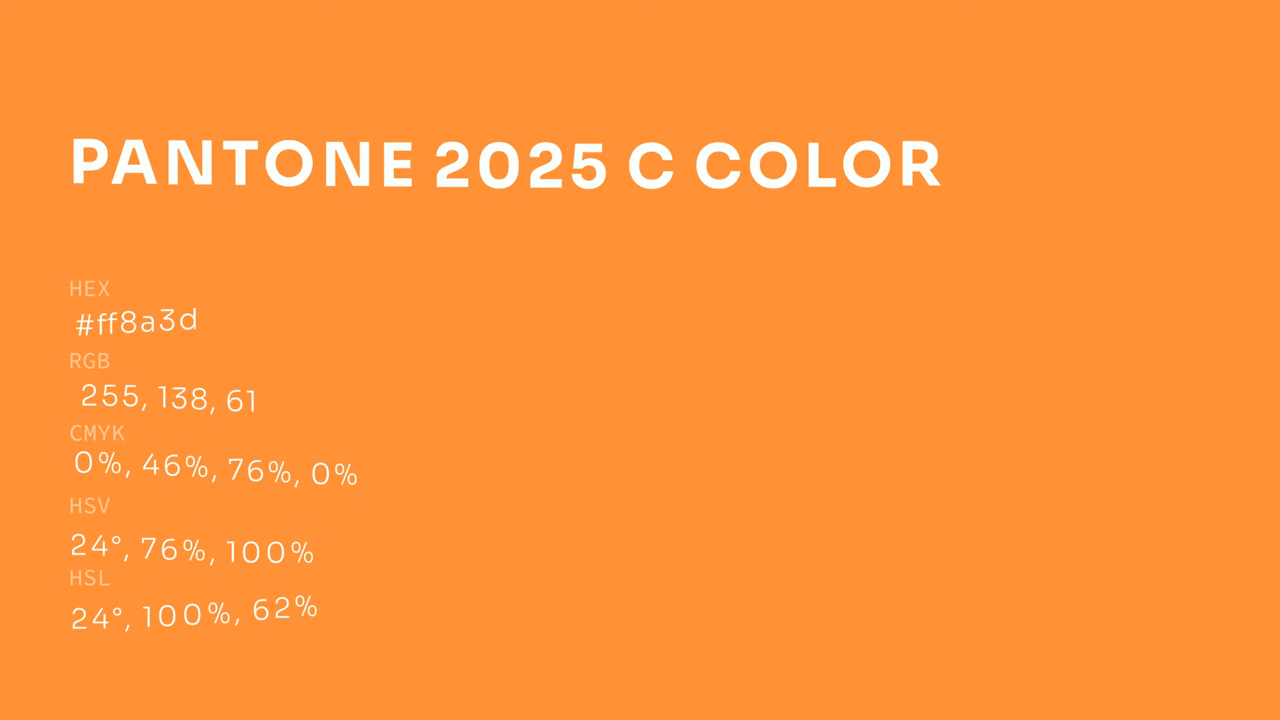 PANTONE 2025 C COLOR
HEX
#ff8a3d
RGB
255, 138, 61
CMYK
0%, 46%, 76%, 0%
HSV
24°, 76%, 100%
HSL
24°, 100%, 62%